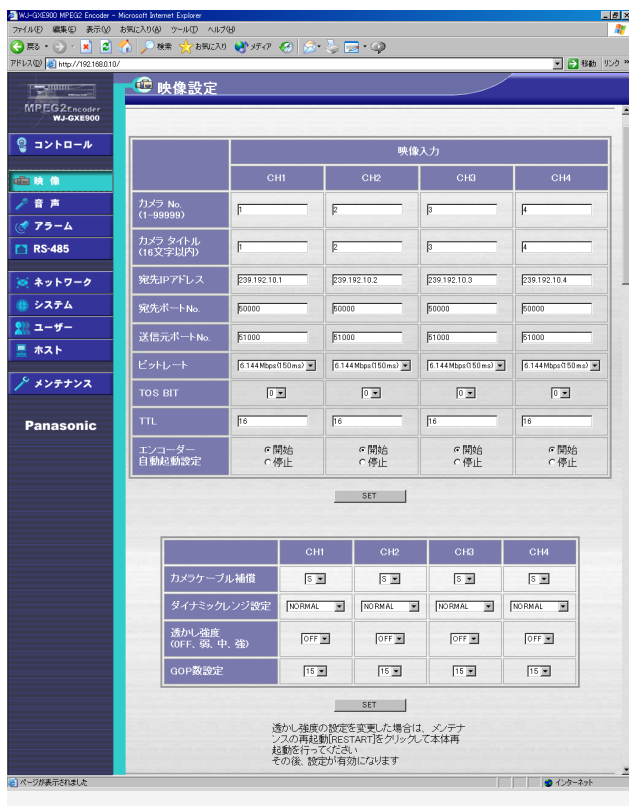 WJ-GXE900 MPEG2 Encoder - Microsoft Internet Explorer
ファイル(F) 編集(E) 表示(V) お気に入り(A) ツール(T) ヘルプ(H)
戻る 検索 お気に入り メディア
アドレス(D) http://192.168.0.10/ 移動 リンク »
MPEG2Encoder
WJ-GXE900
コントロール
映 像
音 声
アラーム
RS-485
ネットワーク
システム
ユーザー
ホスト
メンテナンス
Panasonic
映像設定
映像入力
CH1 CH2 CH3 CH4
カメラ No.
(1-99999) 1 2 3 4
カメラ タイトル
(16文字以内) 1 2 3 4
宛先IPアドレス 239.192.10.1 239.192.10.2 239.192.10.3 239.192.10.4
宛先ポートNo. 50000 50000 50000 50000
送信元ポートNo. 51000 51000 51000 51000
ビットレート 6.144Mbps(150ms) 6.144Mbps(150ms) 6.144Mbps(150ms) 6.144Mbps(150ms)
TOS BIT 0 0 0 0
TTL 16 16 16 16
エンコーダー 開始 開始 開始 開始
自動起動設定 停止 停止 停止 停止
SET
CH1 CH2 CH3 CH4
カメラケーブル補償 S S S S
ダイナミックレンジ設定 NORMAL NORMAL NORMAL NORMAL
透かし強度
(OFF、弱、中、強) OFF OFF OFF OFF
GOP数設定 15 15 15 15
SET
透かし強度の設定を変更した場合は、メンテナ
ンスの再起動[RESTART]をクリックして本体再
起動を行ってください
その後、設定が有効になります
ページが表示されました インターネット